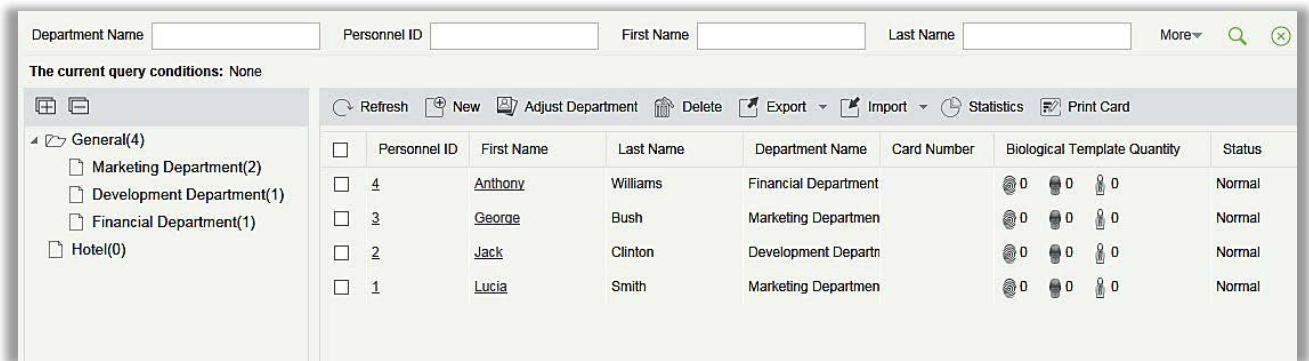 Department Name Personnel ID First Name Last Name More
The current query conditions: None
Refresh New Adjust Department Delete Export Import Statistics Print Card
General(4)
Marketing Department(2)
Development Department(1)
Financial Department(1)
Hotel(0)
Personnel ID First Name Last Name Department Name Card Number Biological Template Quantity Status
4 Anthony Williams Financial Department 0 0 0 Normal
3 George Bush Marketing Departmen 0 0 0 Normal
2 Jack Clinton Development Departn 0 0 0 Normal
1 Lucia Smith Marketing Departmen 0 0 0 Normal